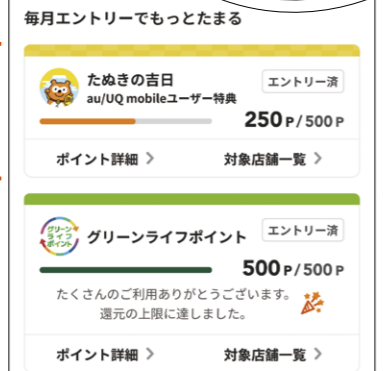 毎月エントリーでもっとたまる
たぬきの吉日
エントリー済
au/UQ mobileユーザー特典
250 P/500 P
ポイント詳細 対象店舗一覧
グリーン
ライフ
ポイント
グリーンライフポイント
エントリー済
500 P/500 P
たくさんのご利用ありがとうございます。
還元の上限に達しました。
ポイント詳細 対象店舗一覧